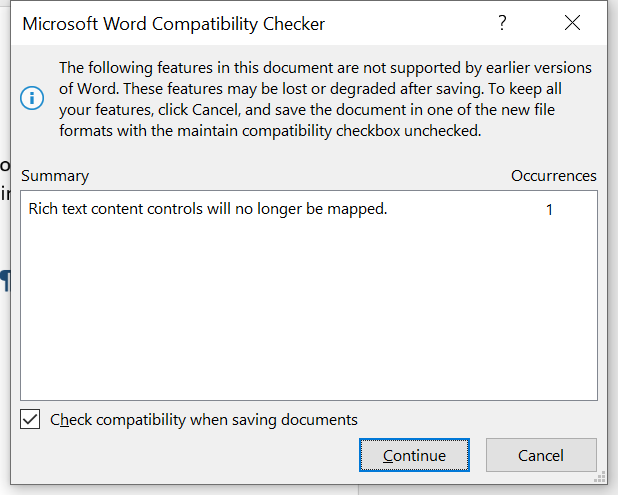 Microsoft Word Compatibility Checker ?
The following features in this document are not supported by earlier versions
of Word. These features may be lost or degraded after saving. To keep all
your features, click Cancel, and save the document in one of the new file
formats with the maintain compatibility checkbox unchecked.
Summary Occurrences
Rich text content controls will no longer be mapped. 1
Check compatibility when saving documents
Continue Cancel